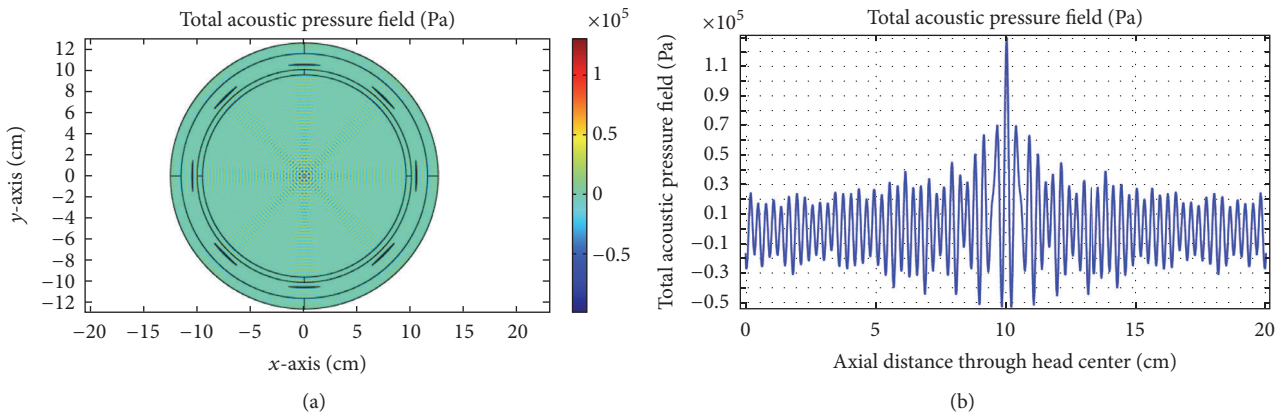 Total acoustic pressure field (Pa)
×10⁵
12
10
8
6
4
2
0
−2
−4
−6
−8
−10
−12
y-axis (cm)
−20 −15 −10 −5 0 5 10 15 20
x-axis (cm)
1
0.5
0
−0.5
(a)
×10⁵
Total acoustic pressure field (Pa)
1.1
0.9
0.7
0.5
0.3
0.1
−0.1
−0.3
−0.5
Total acoustic pressure field (Pa)
0 5 10 15 20
Axial distance through head center (cm)
(b)